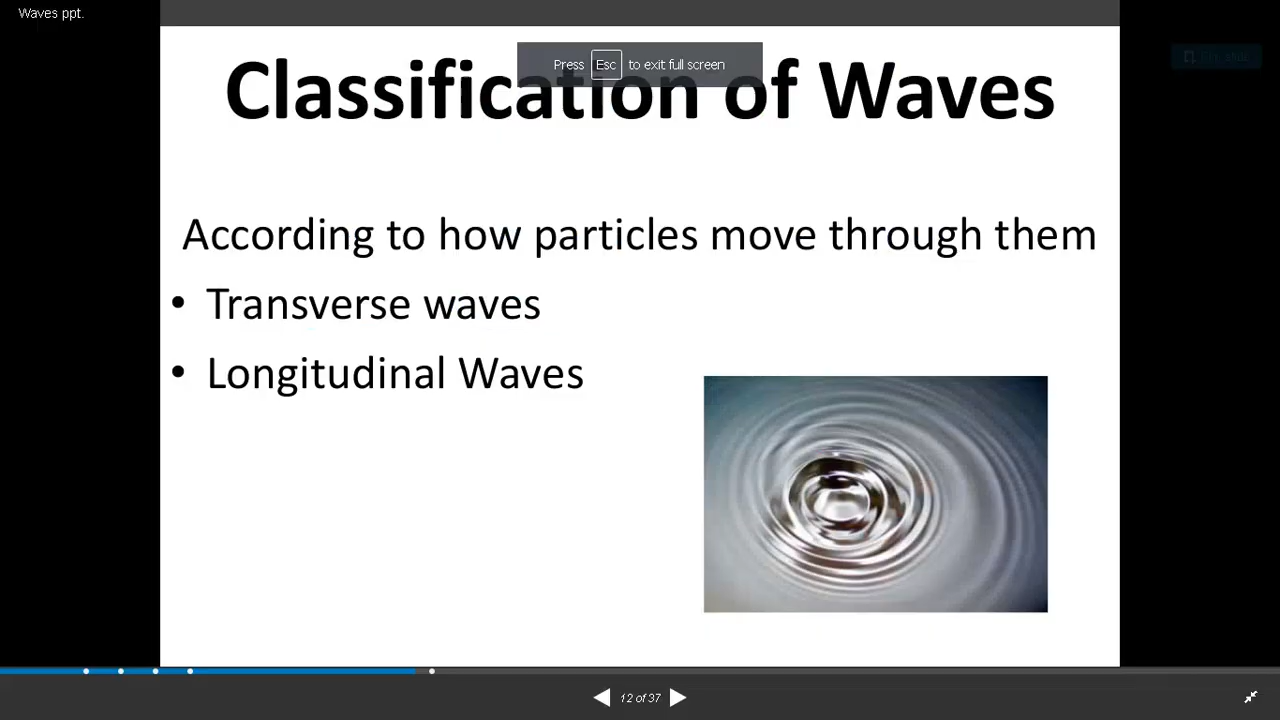 Waves ppt.
Press Esc to exit full screen
Classification of Waves
According to how particles move through them
• Transverse waves
• Longitudinal Waves
12 of 37